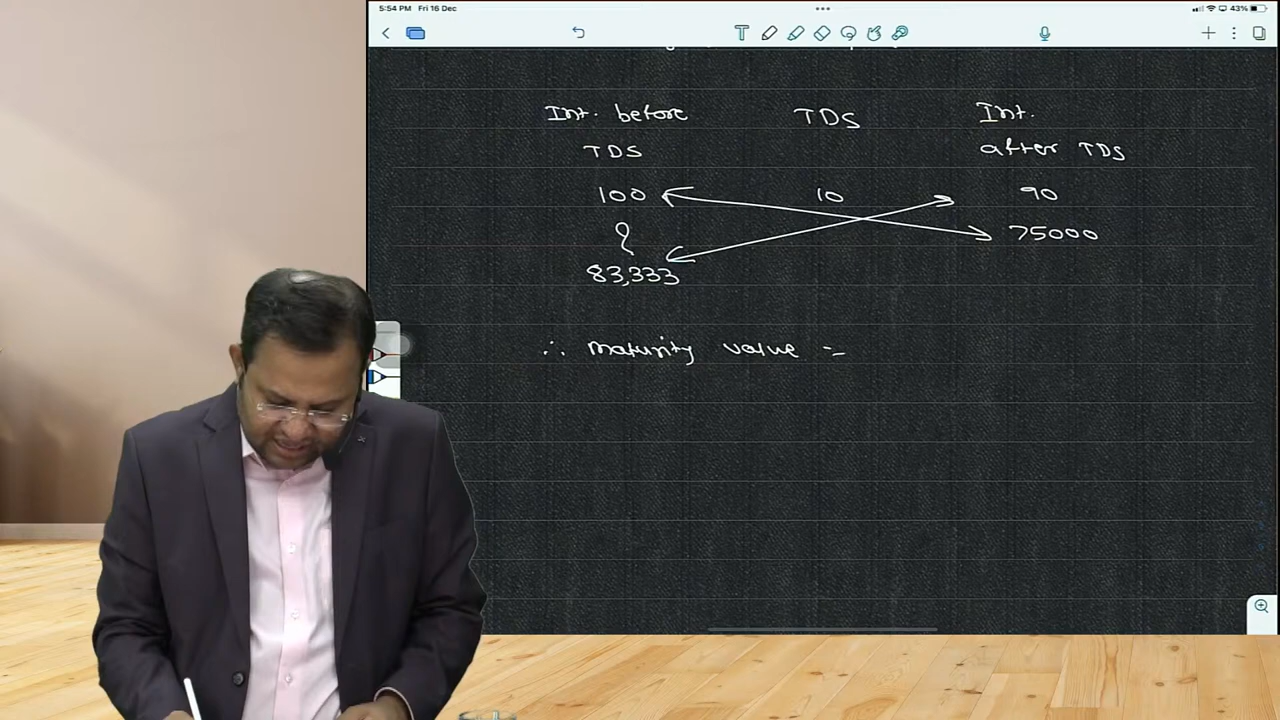 5:54 PM Fri 16 Dec
43%
Int. before TDS Int.
TDS after TDS
100 10 90
75000
83,333
∴ maturity value =